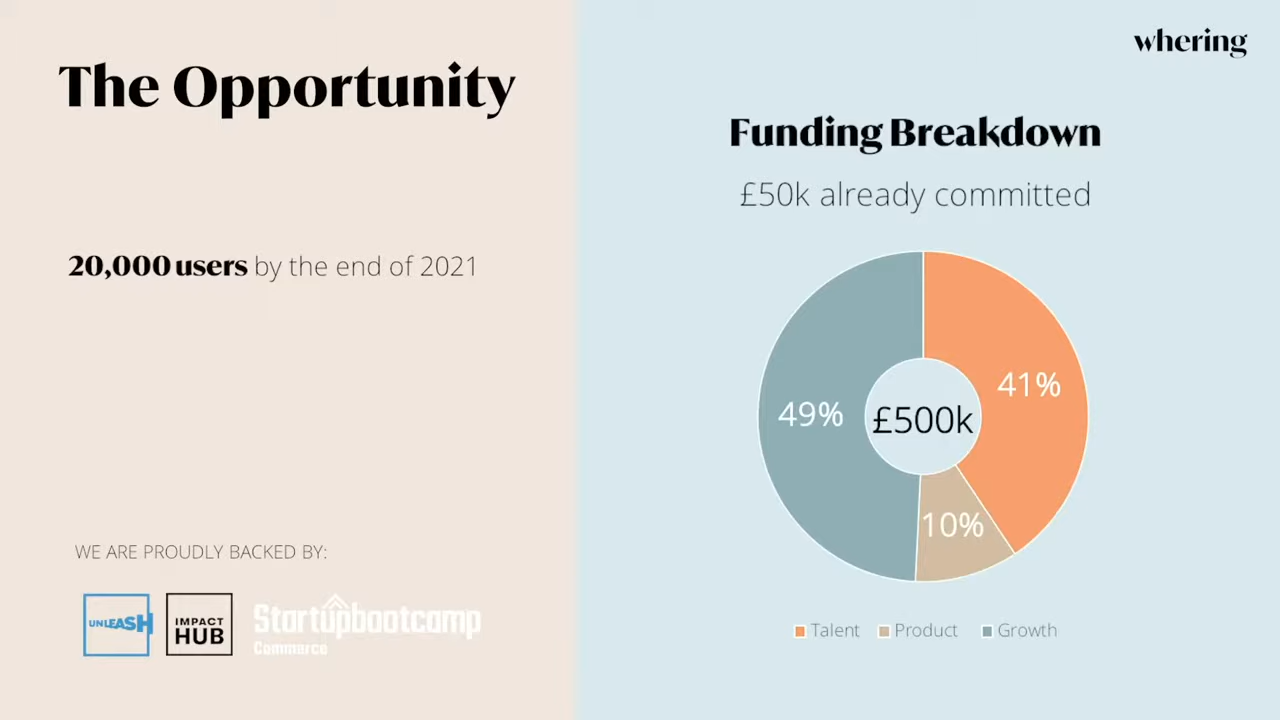 whering
The Opportunity
20,000 users by the end of 2021
WE ARE PROUDLY BACKED BY:
UNLEASH
IMPACT
HUB
Startupbootcamp
Commerce
Funding Breakdown
£50k already committed
41%
49%
£500k
10%
Talent Product Growth